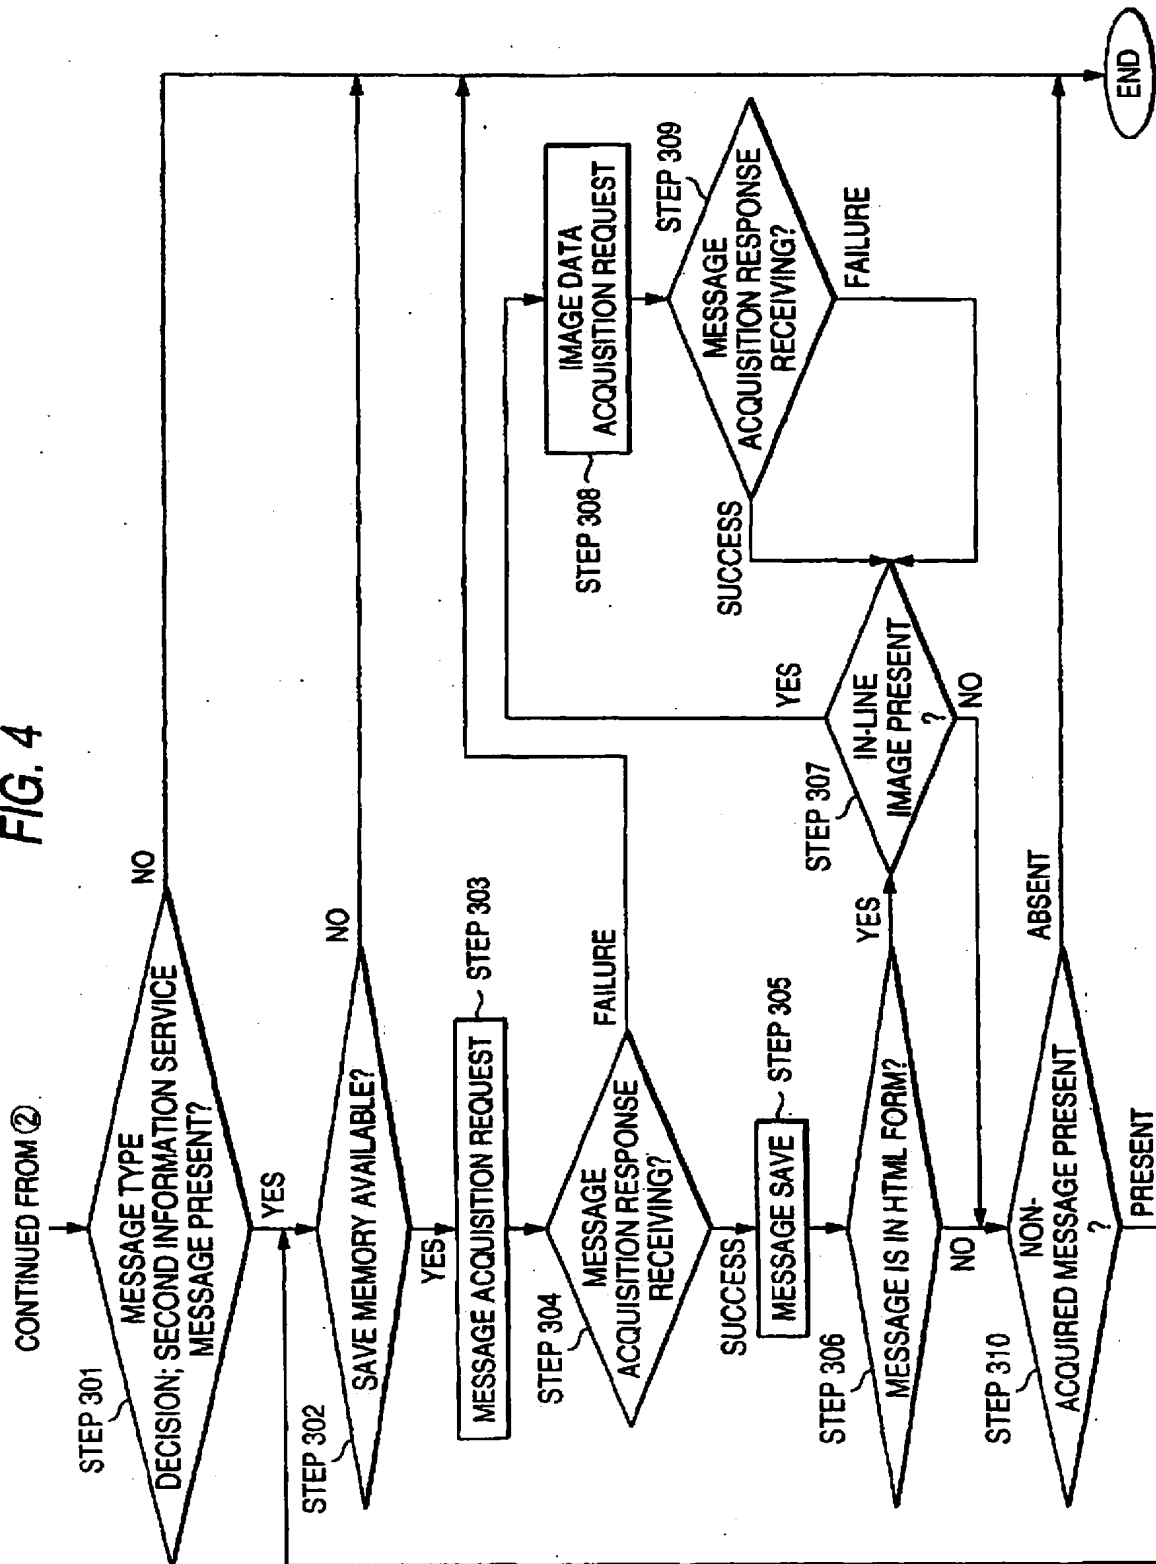 FIG. 4
CONTINUED FROM ②
STEP 301
MESSAGE TYPE
DECISION; SECOND INFORMATION SERVICE
MESSAGE PRESENT?
NO
YES
STEP 302
SAVE MEMORY AVAILABLE?
NO
YES
MESSAGE ACQUISITION REQUEST
STEP 303
STEP 304
MESSAGE
ACQUISITION RESPONSE
RECEIVING?
FAILURE
SUCCESS
MESSAGE SAVE
STEP 305
STEP 306
MESSAGE IS IN HTML FORM?
YES
NO
STEP 307
IN-LINE
IMAGE PRESENT
?
YES
NO
STEP 308
IMAGE DATA
ACQUISITION REQUEST
STEP 309
MESSAGE
ACQUISITION RESPONSE
RECEIVING?
SUCCESS
FAILURE
STEP 310
NON-
ACQUIRED MESSAGE PRESENT
?
ABSENT
PRESENT
END